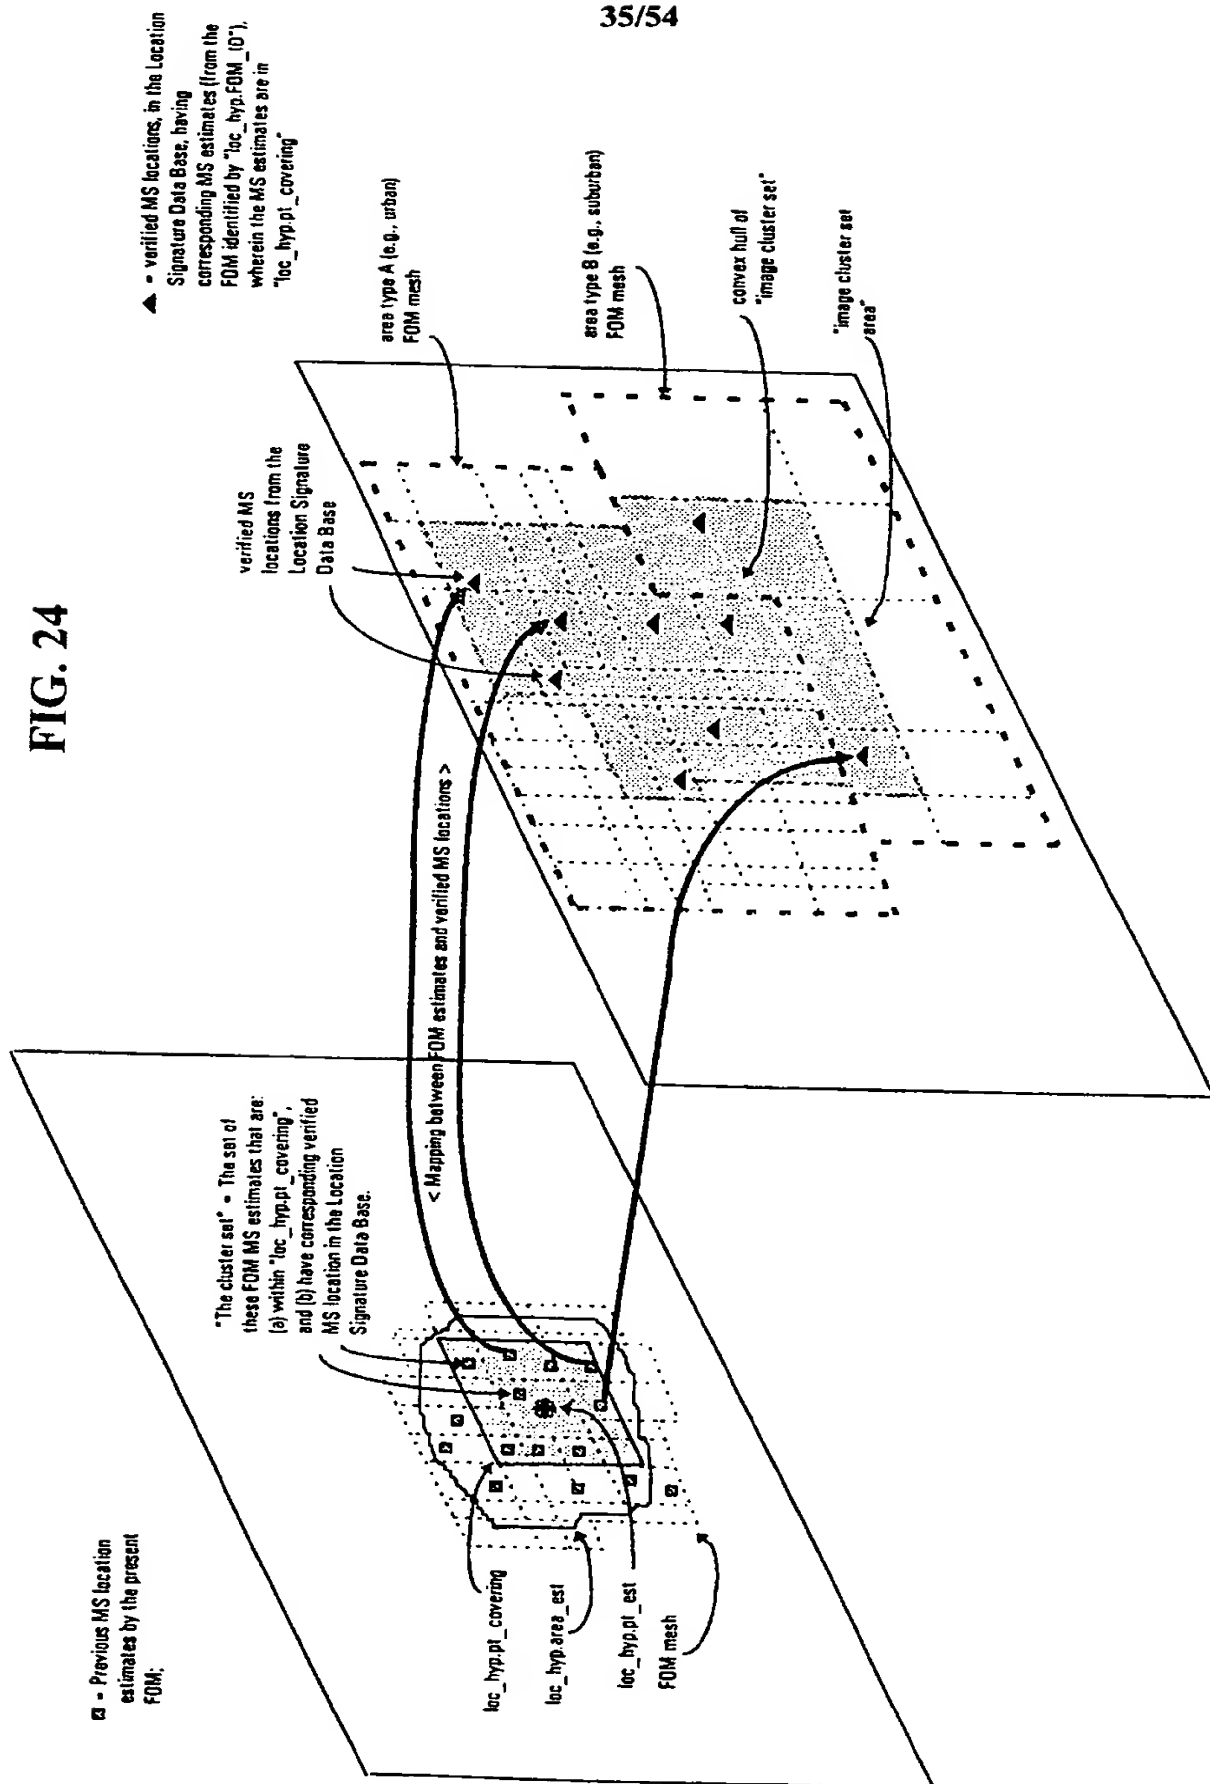 35/54
FIG. 24
= Previous MS location
estimates by the present
FOM;
"The cluster set" = The set of
these FOM MS estimates that are:
(a) within "loc_hyp.pt_covering",
and (b) have corresponding verified
MS location in the Location
Signature Data Base.
loc_hyp.pt_covering
loc_hyp.area_est
loc_hyp.pt_est
FOM mesh
< Mapping between FOM estimates and verified MS locations >
verified MS
locations from the
Location Signature
Data Base
▲ = verified MS locations, in the Location
Signature Data Base, having
corresponding MS estimates (from the
FOM identified by "loc_hyp.FOM_ID"),
wherein the MS estimates are in
"loc_hyp.pt_covering"
area type A (e.g., urban)
FOM mesh
area type B (e.g., suburban)
FOM mesh
convex hull of
"image cluster set"
"image cluster set
area"